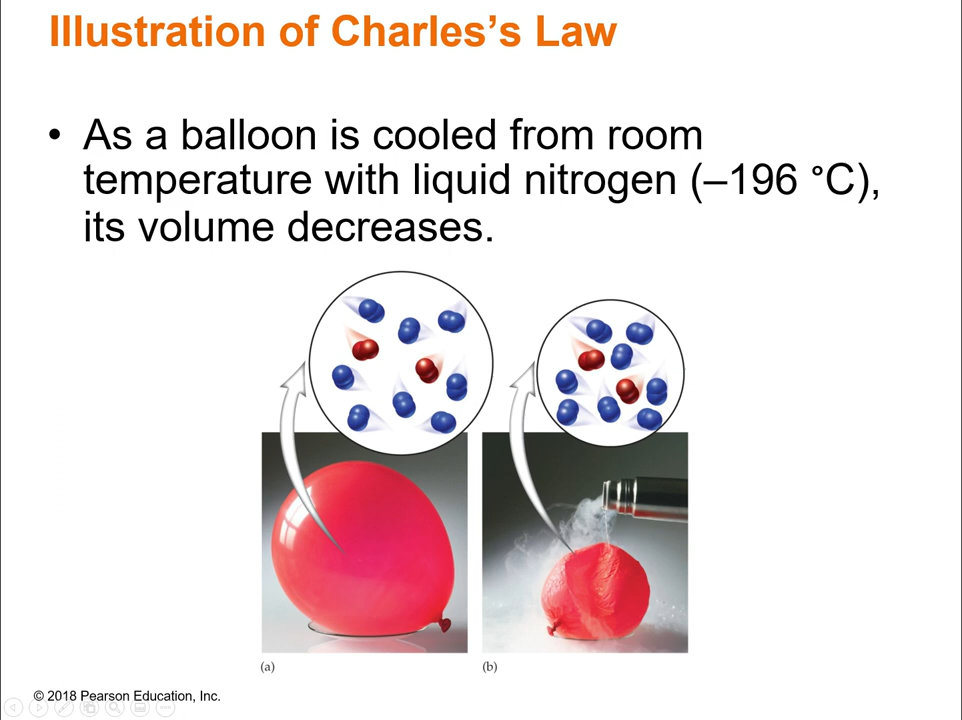 Illustration of Charles’s Law
• As a balloon is cooled from room
temperature with liquid nitrogen (–196 °C),
its volume decreases.
(a)
(b)
© 2018 Pearson Education, Inc.